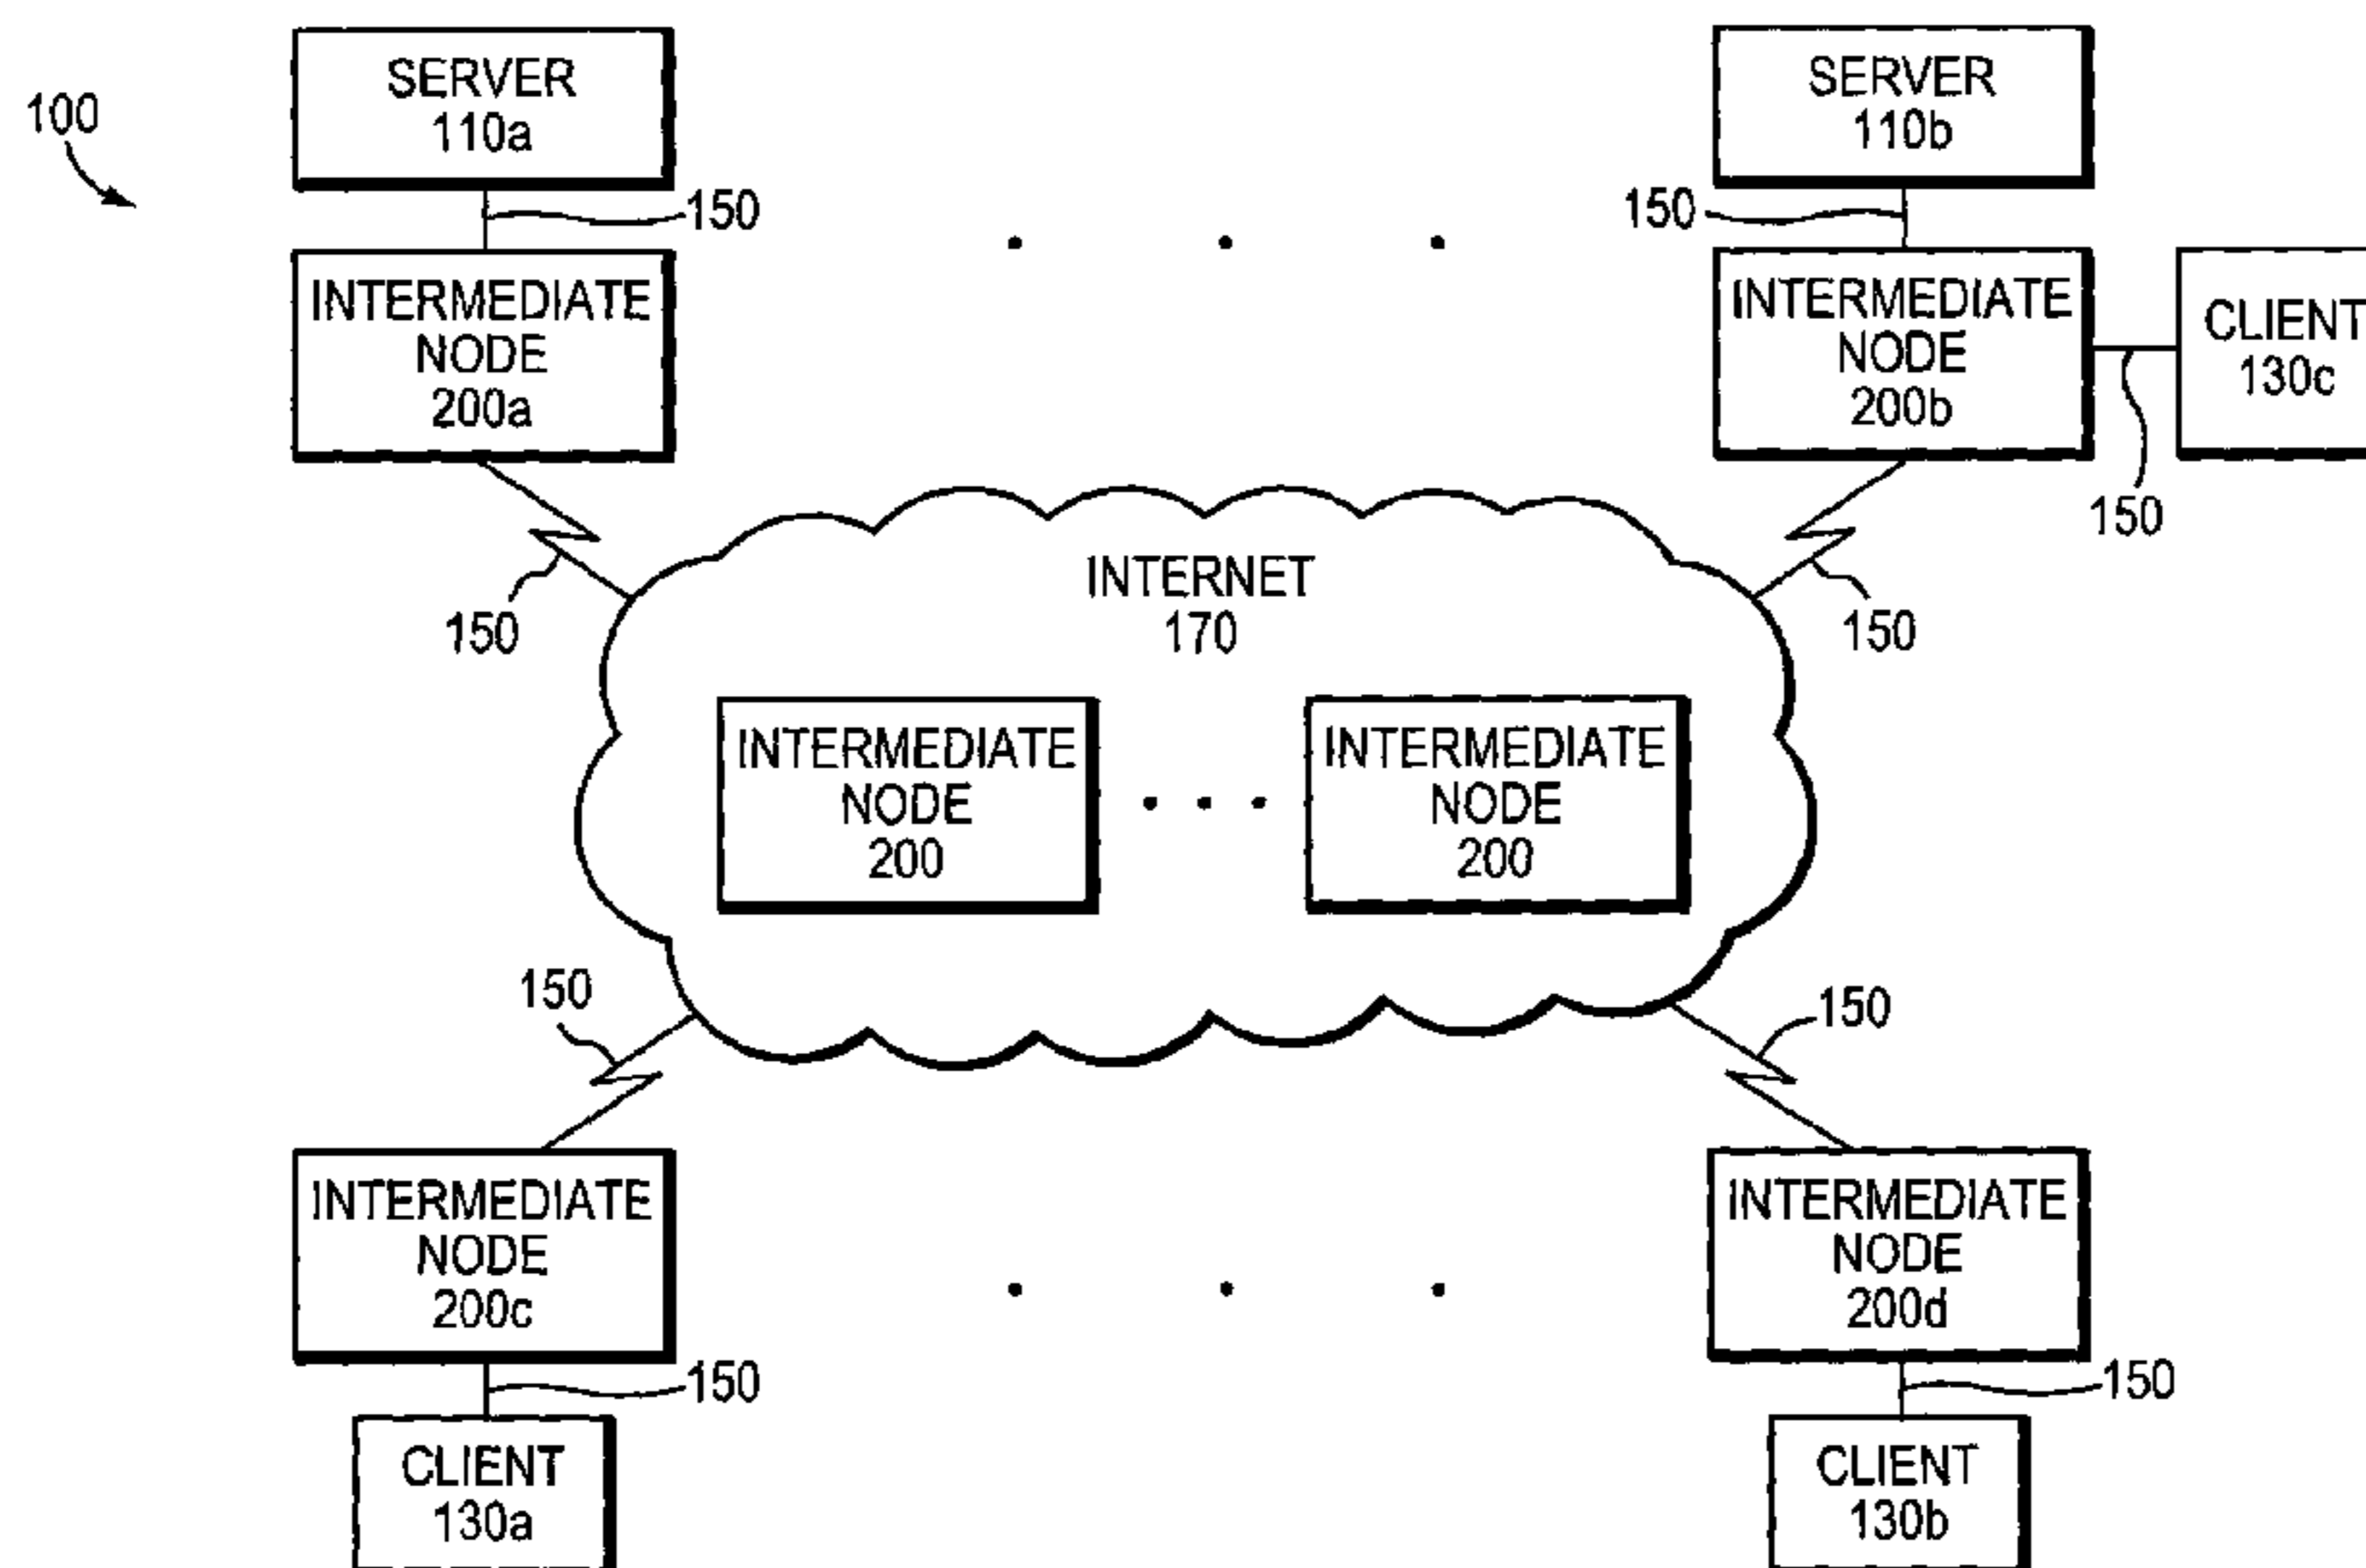 100
SERVER
110a
150
INTERMEDIATE
NODE
200a
150
SERVER
110b
150
INTERMEDIATE
NODE
200b
CLIENT
130c
150
150
INTERNET
170
INTERMEDIATE
NODE
200
INTERMEDIATE
NODE
200
150
INTERMEDIATE
NODE
200c
150
CLIENT
130a
150
INTERMEDIATE
NODE
200d
150
CLIENT
130b